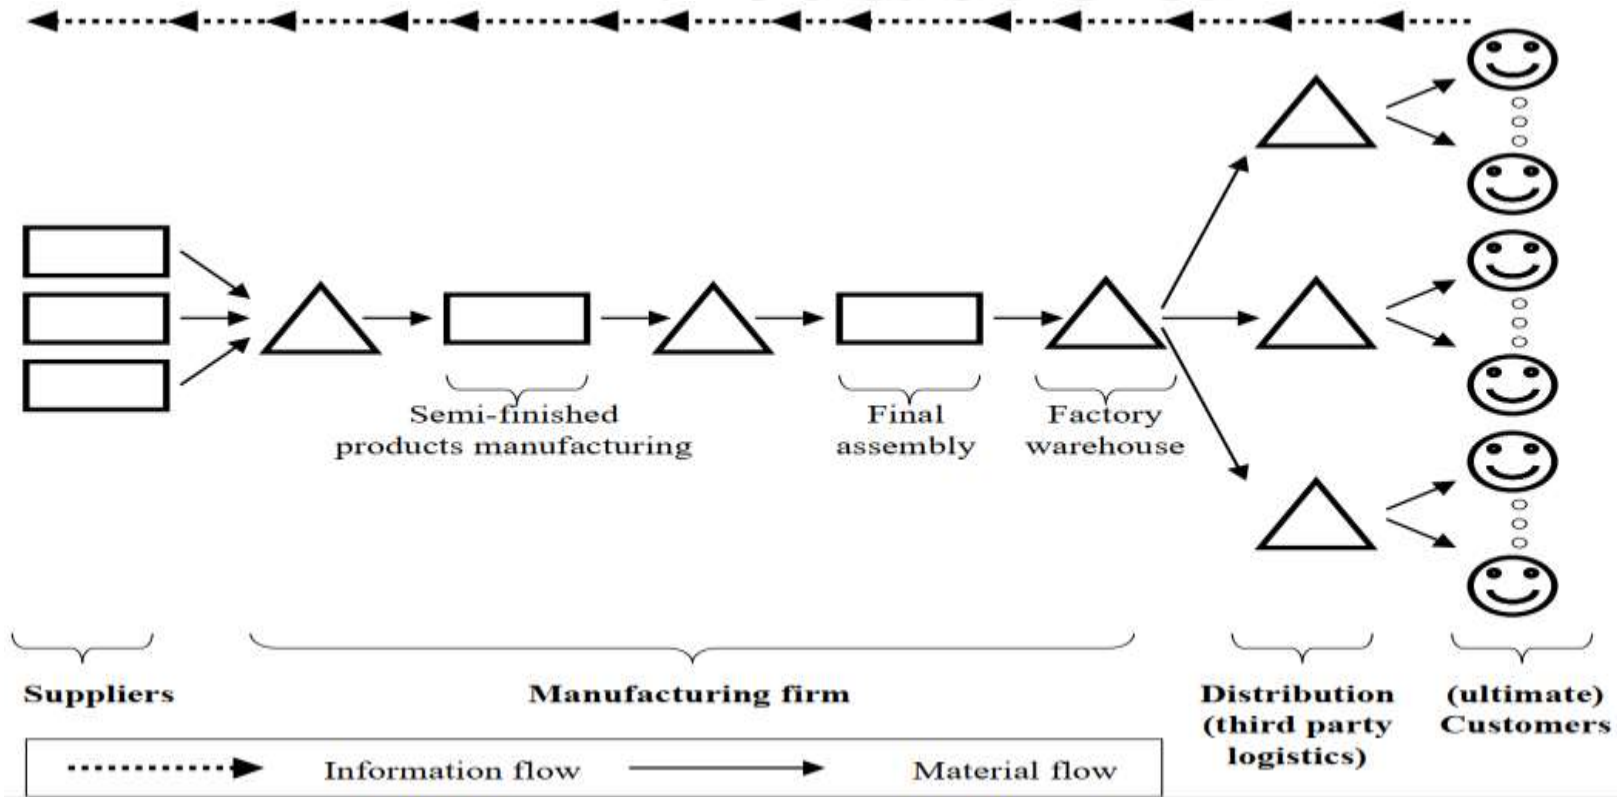 Semi-finished
products manufacturing
Final
assembly
Factory
warehouse
Suppliers
Manufacturing firm
Distribution
(third party
logistics)
(ultimate)
Customers
Information flow
Material flow